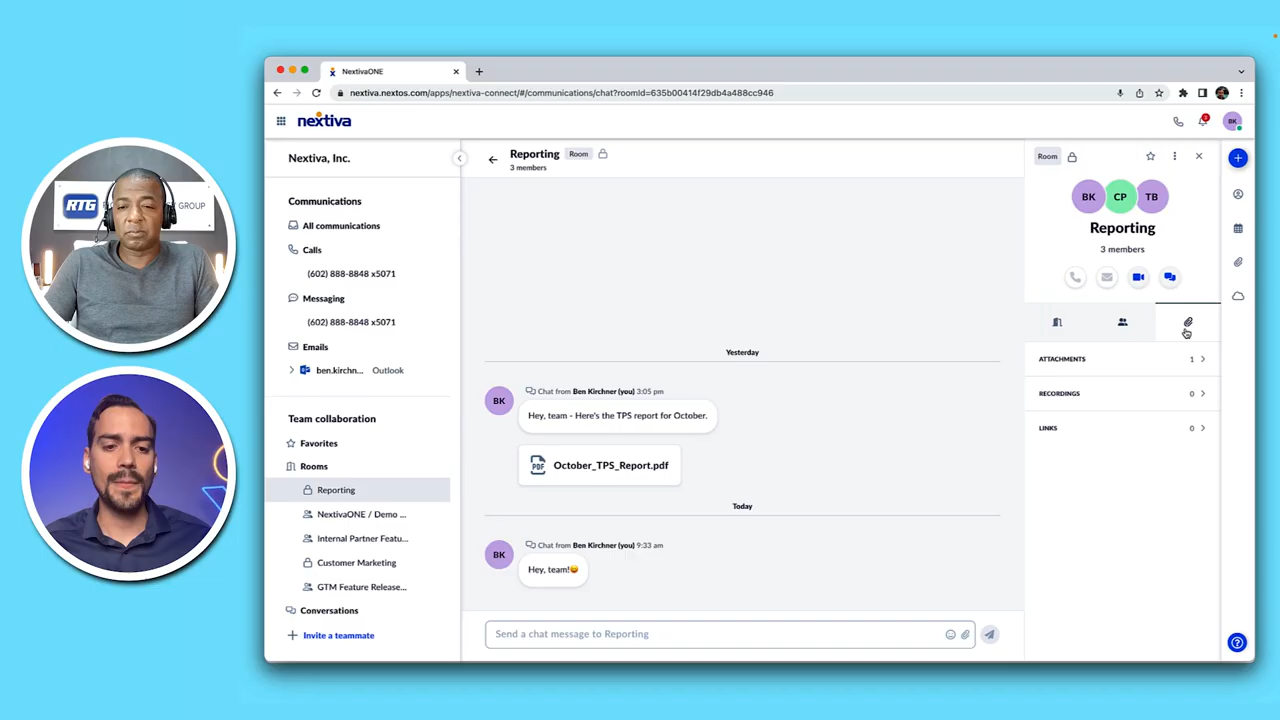 NextivaONE
nextiva.nextos.com/apps/nextiva-connect/#/communications/chat?roomId=635b00414f29db4a488cc946
nextiva
BK
Nextiva, Inc.
Communications
All communications
Calls
(602) 888-8848 x5071
Messaging
(602) 888-8848 x5071
Emails
ben.kirchn... Outlook
Team collaboration
Favorites
Rooms
Reporting
NextivaONE / Demo ...
Internal Partner Featu...
Customer Marketing
GTM Feature Release...
Conversations
Invite a teammate
Reporting Room
3 members
Yesterday
BK
Chat from Ben Kirchner (you) 3:05 pm
Hey, team - Here's the TPS report for October.
PDF October_TPS_Report.pdf
Today
BK
Chat from Ben Kirchner (you) 9:33 am
Hey, team!😄
Send a chat message to Reporting
Room
BK CP TB
Reporting
3 members
ATTACHMENTS 1
RECORDINGS 0
LINKS 0
RTG